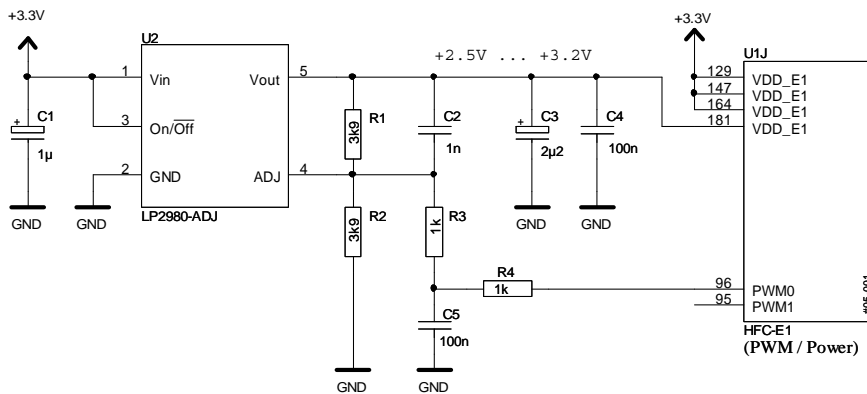 +3.3V
+3.3V
U2
+2.5V ... +3.2V
U1J
1
Vin
Vout
5
129
VDD_E1
147
VDD_E1
164
VDD_E1
181
VDD_E1
+
C1
1µ
3
On/Off
3k9
R1
C2
1n
+
C3
2µ2
C4
100n
2
GND
ADJ
4
LP2980-ADJ
GND
GND
GND
GND
3k9
R2
1k
R3
R4
1k
96
PWM0
95
PWM1
C5
100n
HFC-E1
(PWM / Power)
GND
GND